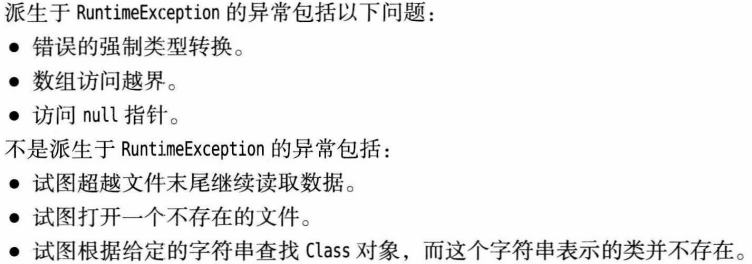 派生于 RuntimeException 的异常包括以下问题：
● 错误的强制类型转换。
● 数组访问越界。
● 访问 null 指针。
不是派生于 RuntimeException 的异常包括：
● 试图超越文件末尾继续读取数据。
● 试图打开一个不存在的文件。
● 试图根据给定的字符串查找 Class 对象，而这个字符串表示的类并不存在。